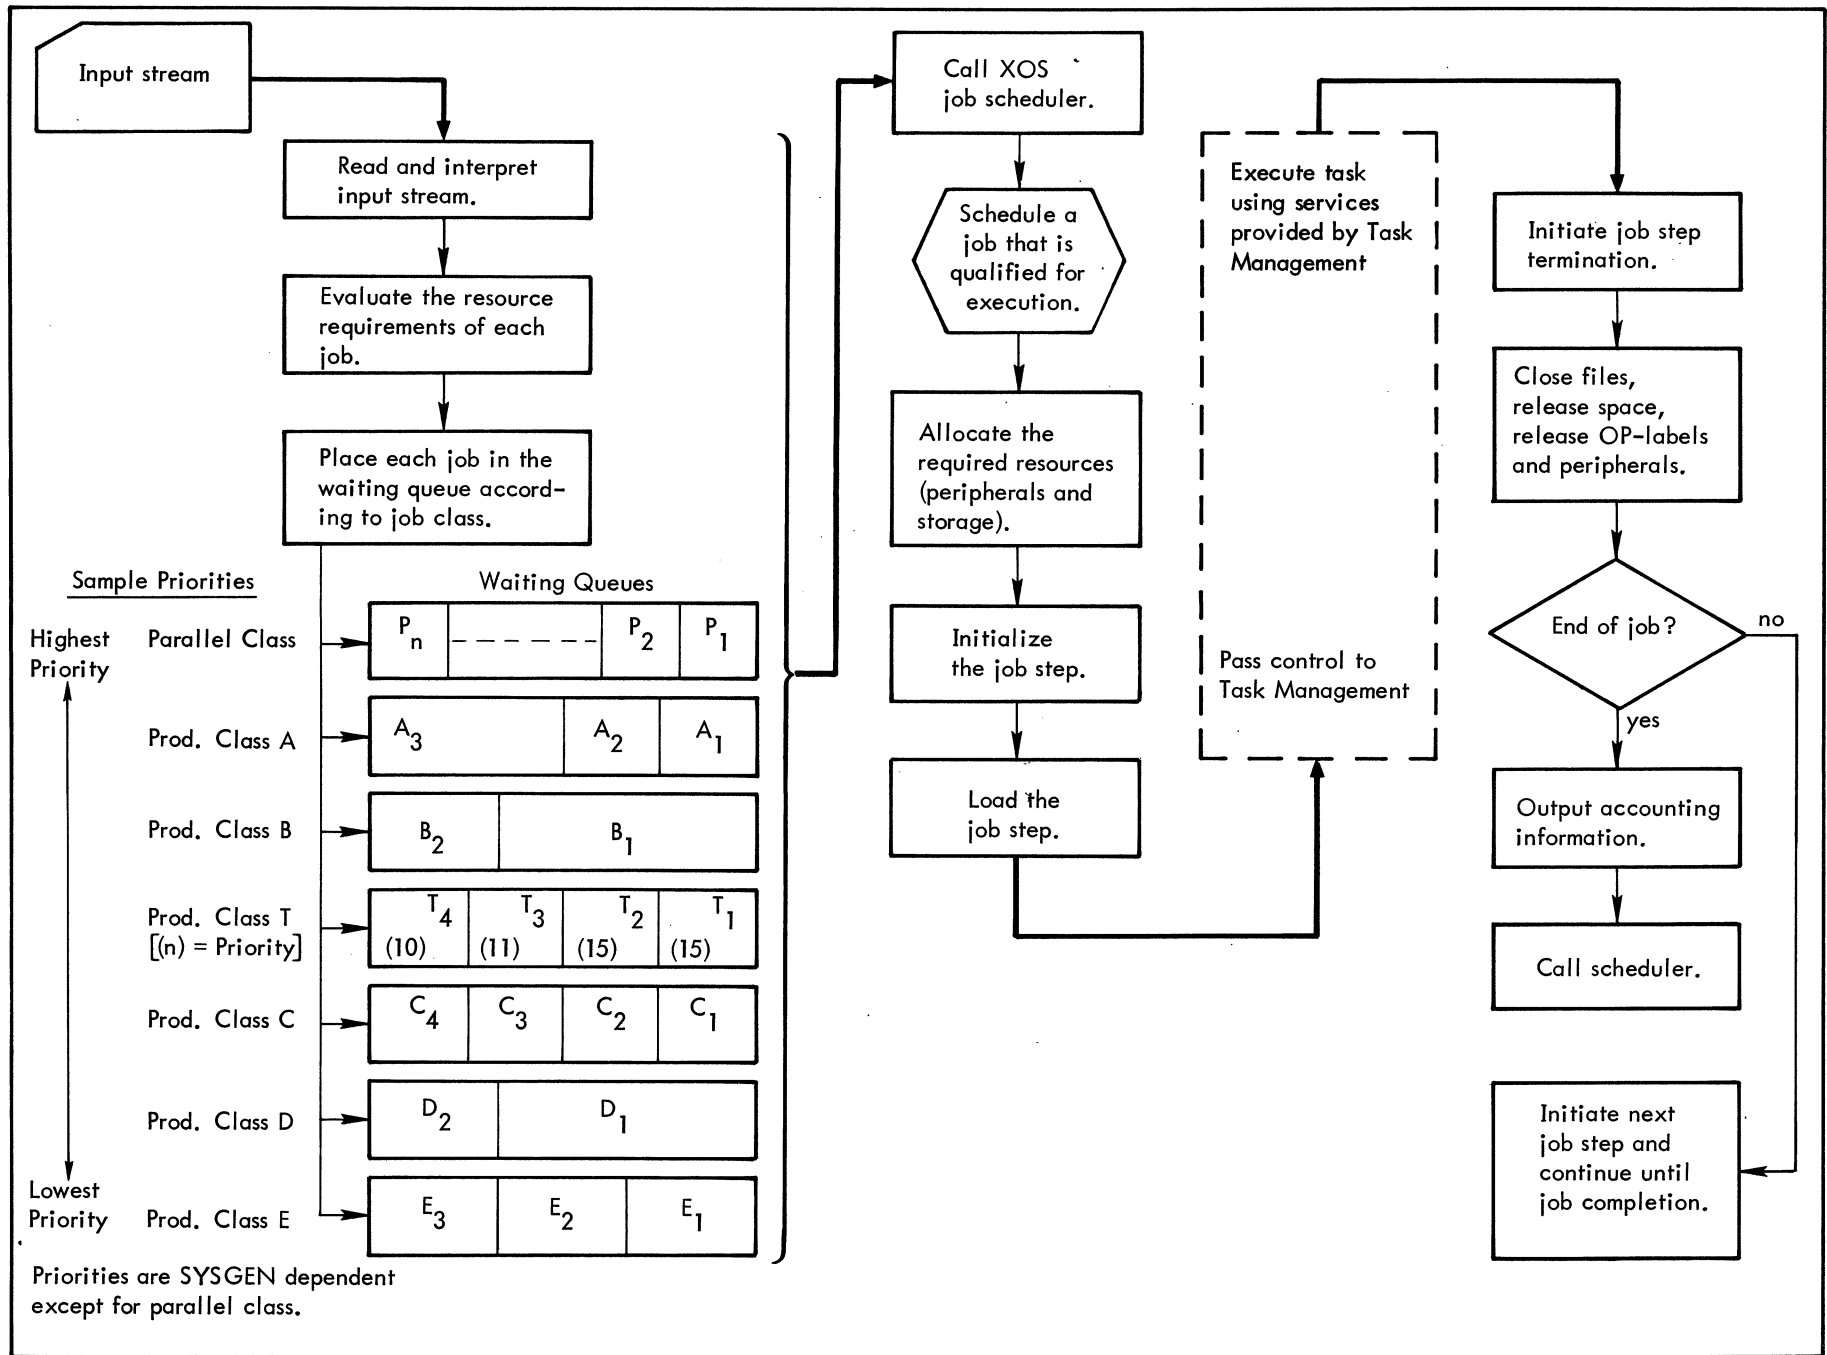 Input stream
Read and interpret
input stream.
Evaluate the resource
requirements of each
job.
Place each job in the
waiting queue accord-
ing to job class.
Sample Priorities
Waiting Queues
Highest
Priority
Parallel Class
Pn
P2
P1
Prod. Class A
A3
A2
A1
Prod. Class B
B2
B1
Prod. Class T
[(n) = Priority]
T4
(10)
T3
(11)
T2
(15)
T1
(15)
Prod. Class C
C4
C3
C2
C1
Prod. Class D
D2
D1
Lowest
Priority
Prod. Class E
E3
E2
E1
Priorities are SYSGEN dependent
except for parallel class.
Call XOS
job scheduler.
Schedule a
job that is
qualified for
execution.
Allocate the
required resources
(peripherals and
storage).
Initialize
the job step.
Load the
job step.
Execute task
using services
provided by Task
Management
Pass control to
Task Management
Initiate job step
termination.
Close files,
release space,
release OP-labels
and peripherals.
End of job?
no
yes
Output accounting
information.
Call scheduler.
Initiate next
job step and
continue until
job completion.